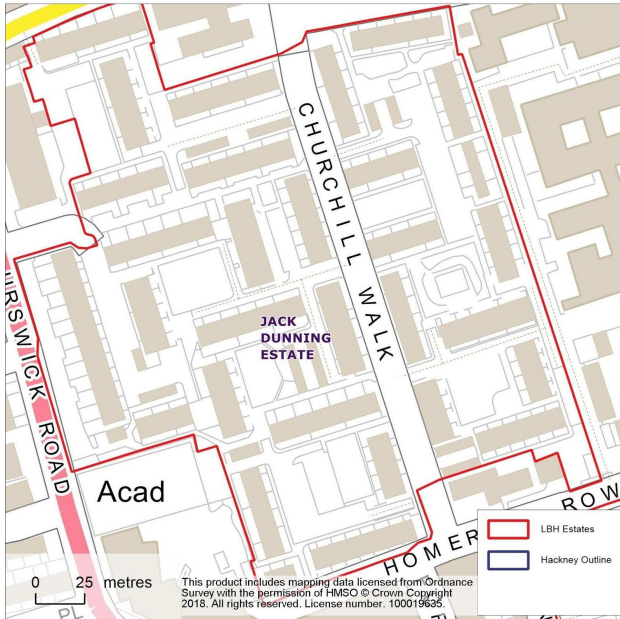 CHURCHILL WALK
JACK
DUNNING
ESTATE
URSWICK ROAD
Acad
HOMER
ROW
LBH Estates
Hackney Outline
0 25 metres
This product includes mapping data licensed from Ordnance
Survey with the permission of HMSO © Crown Copyright
2018. All rights reserved. License number. 100019635.
PL